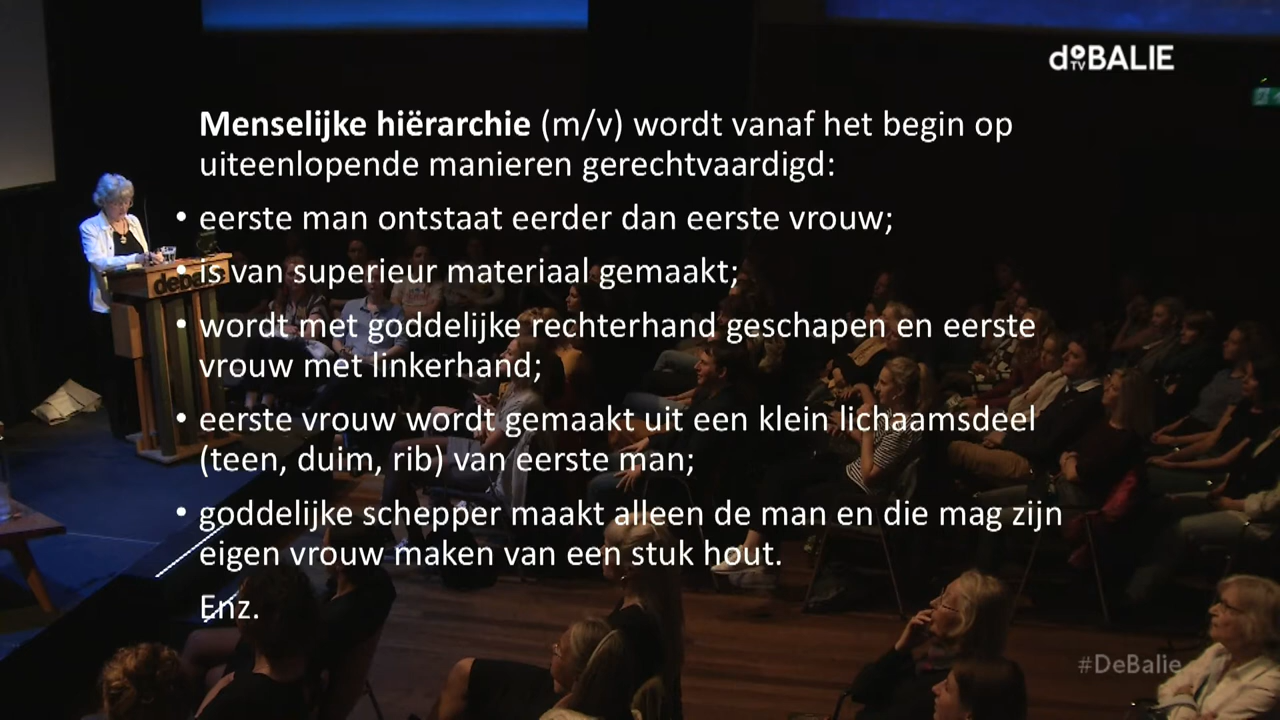 doBALIE
TV
Menselijke hiërarchie (m/v) wordt vanaf het begin op
uiteenlopende manieren gerechtvaardigd:
• eerste man ontstaat eerder dan eerste vrouw;
• is van superieur materiaal gemaakt;
• wordt met goddelijke rechterhand geschapen en eerste
vrouw met linkerhand;
• eerste vrouw wordt gemaakt uit een klein lichaamsdeel
(teen, duim, rib) van eerste man;
• goddelijke schepper maakt alleen de man en die mag zijn
eigen vrouw maken van een stuk hout.
Enz.
#DeBalie